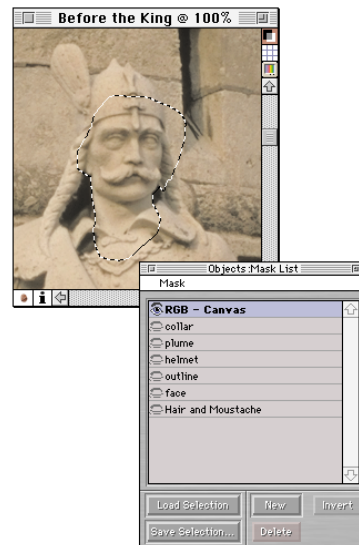 Before the King @ 100%
Objects:Mask List
Mask
RGB - Canvas
collar
plume
helmet
outline
face
Hair and Moustache
Load Selection
New
Invert
Save Selection...
Delete